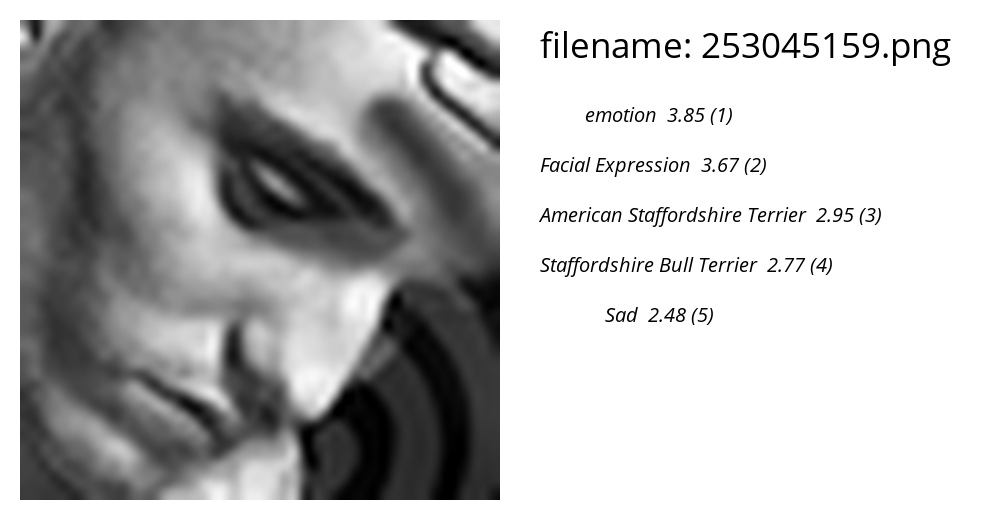 filename: 253045159.png
emotion 3.85 (1)
Facial Expression 3.67 (2)
American Staffordshire Terrier 2.95 (3)
Staffordshire Bull Terrier 2.77 (4)
Sad 2.48 (5)